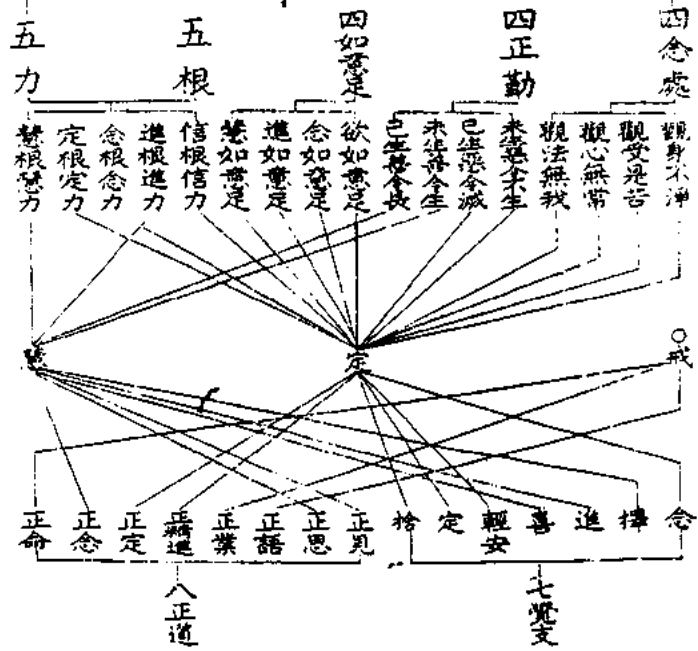 四念處
四正勤
四如意足
五根
五力
觀身不淨
觀受是苦
觀心無常
觀法無我
未生惡令不生
已生惡令滅
未生善令生
已生善令長
欲如意足
念如意足
進如意足
慧如意足
信根信力
進根進力
念根念力
定根定力
慧根慧力
○戒
定
慧
念
擇
進
喜
輕安
定
捨
正見
正思
正語
正業
正精進
正定
正念
正命
七覺支
八正道